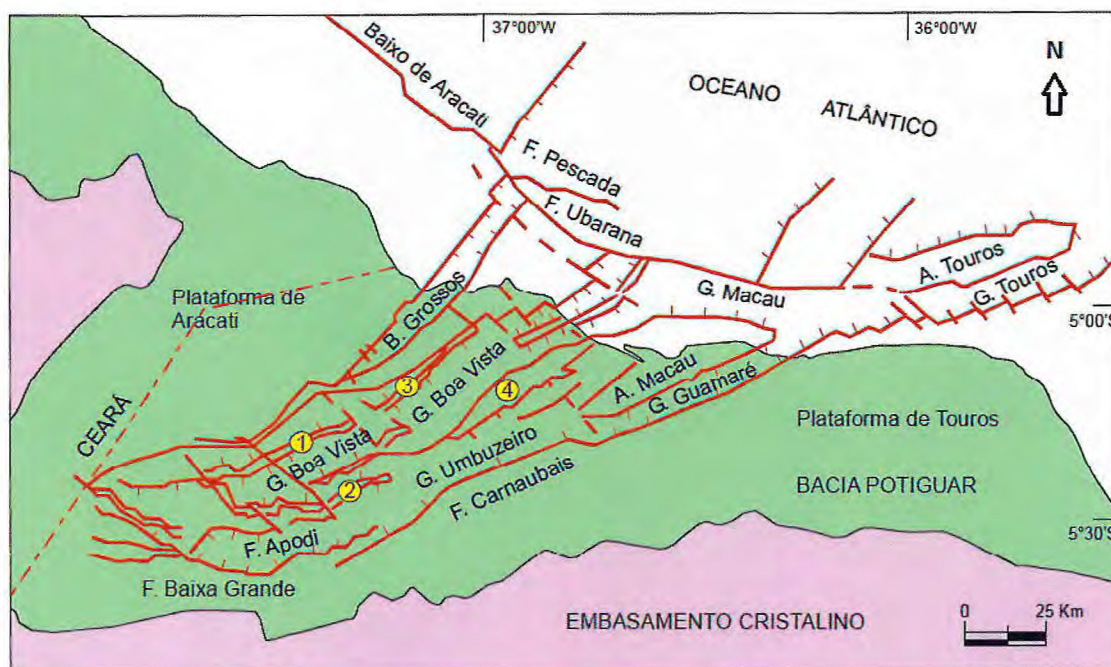 37°00'W
36°00'W
N
Baixo de Aracati
OCEANO ATLÂNTICO
F. Pescada
F. Ubarana
A. Touros
G. Touros
G. Macau
5°00'S
Plataforma de
Aracati
B. Grossos
CEARÁ
3
G. Boa Vista
4
A. Macau
G. Guamaré
1
G. Boa Vista
2
G. Umbuzeiro
F. Carnaubais
Plataforma de Touros
BACIA POTIGUAR
F. Apodi
5°30'S
F. Baixa Grande
EMBASAMENTO CRISTALINO
0 25 Km